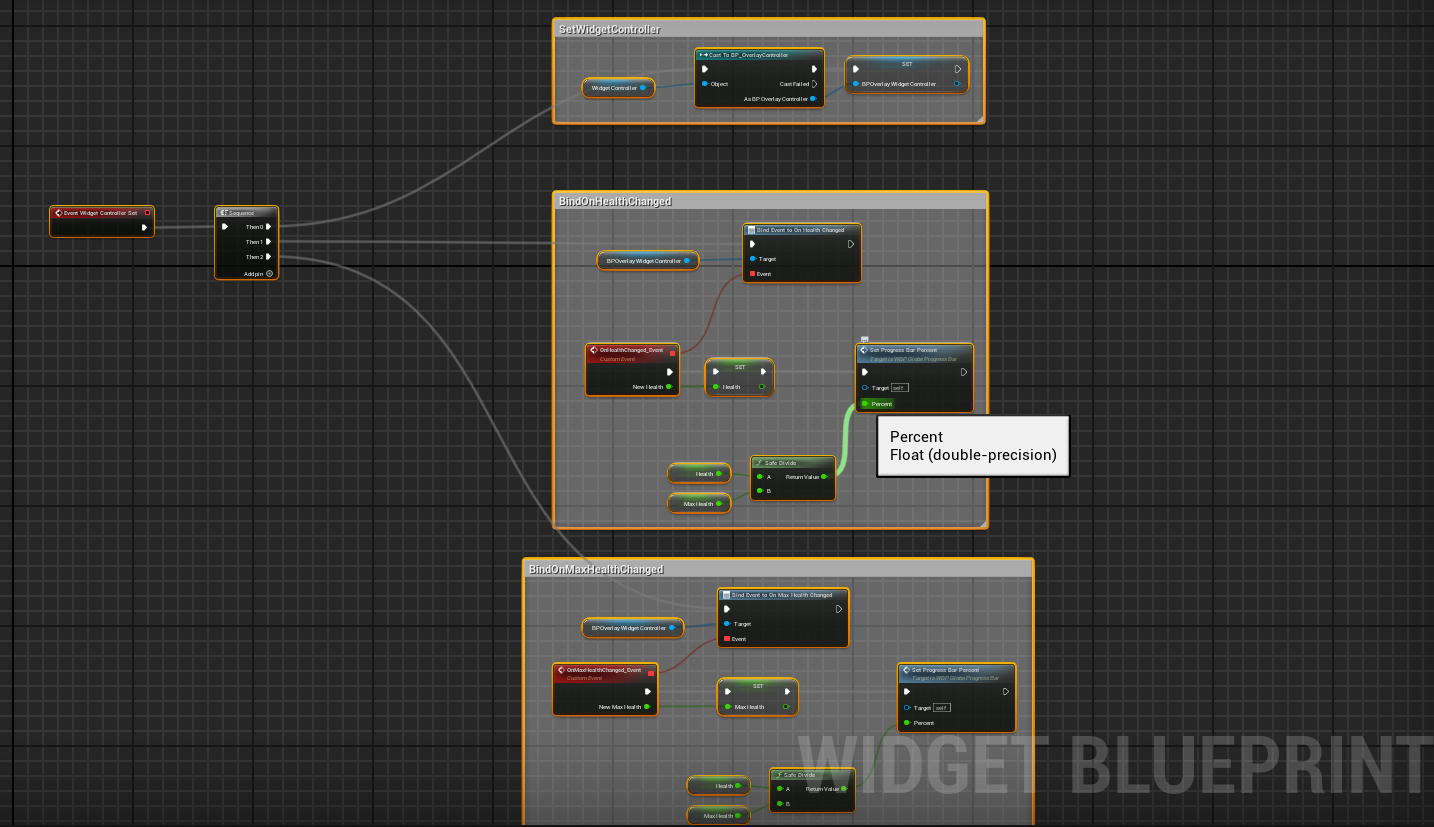 SetWidgetController
Cast To BP_OverlayController
SET
Widget Controller
Object
Cast Failed
As BP Overlay Controller
BPOverlay Widget Controller
Event Widget Controller Set
Sequence
Then 0
Then 1
Then 2
Add pin
BindOnHealthChanged
Bind Event to On Health Changed
BPOverlay Widget Controller
Target
Event
OnHealthChanged_Event
Custom Event
New Health
SET
Health
Set Progress Bar Percent
Target is WBP Globe Progress Bar
Target
self
Percent
Percent
Float (double-precision)
Health
Max Health
Safe Divide
A
Return Value
B
BindOnMaxHealthChanged
Bind Event to On Max Health Changed
BPOverlay Widget Controller
Target
Event
OnMaxHealthChanged_Event
Custom Event
New Max Health
SET
Max Health
Set Progress Bar Percent
Target is WBP Globe Progress Bar
Target
self
Percent
Health
Max Health
Safe Divide
A
Return Value
B
WIDGET BLUEPRINT